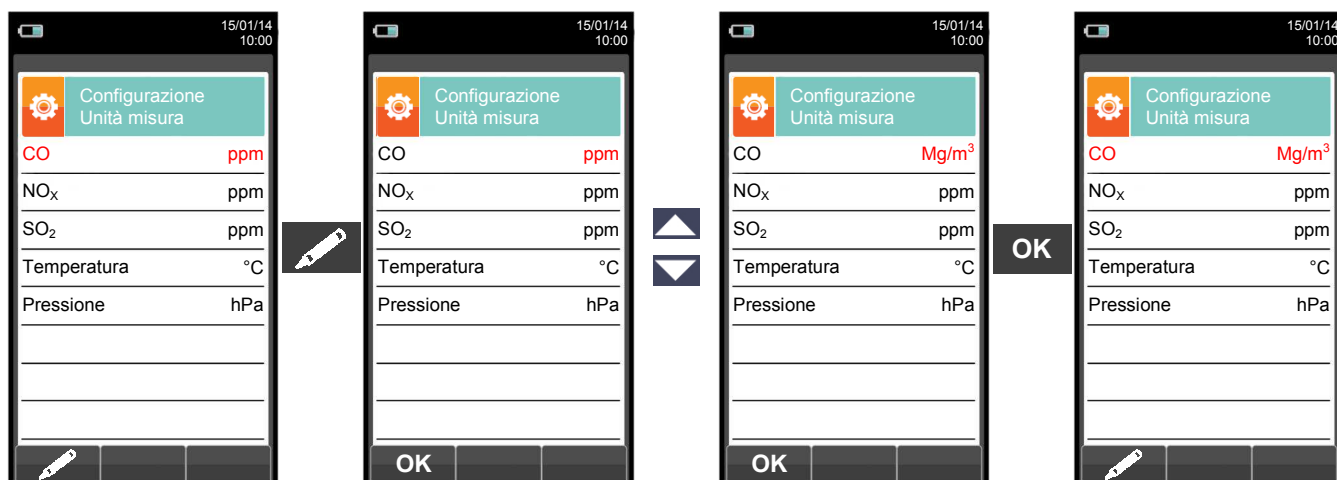 15/01/14
10:00
Configurazione
Unità misura
CO ppm
NOX ppm
SO2 ppm
Temperatura °C
Pressione hPa
15/01/14
10:00
Configurazione
Unità misura
CO ppm
NOX ppm
SO2 ppm
Temperatura °C
Pressione hPa
OK
15/01/14
10:00
Configurazione
Unità misura
CO Mg/m³
NOX ppm
SO2 ppm
Temperatura °C
Pressione hPa
OK
OK
15/01/14
10:00
Configurazione
Unità misura
CO Mg/m³
NOX ppm
SO2 ppm
Temperatura °C
Pressione hPa